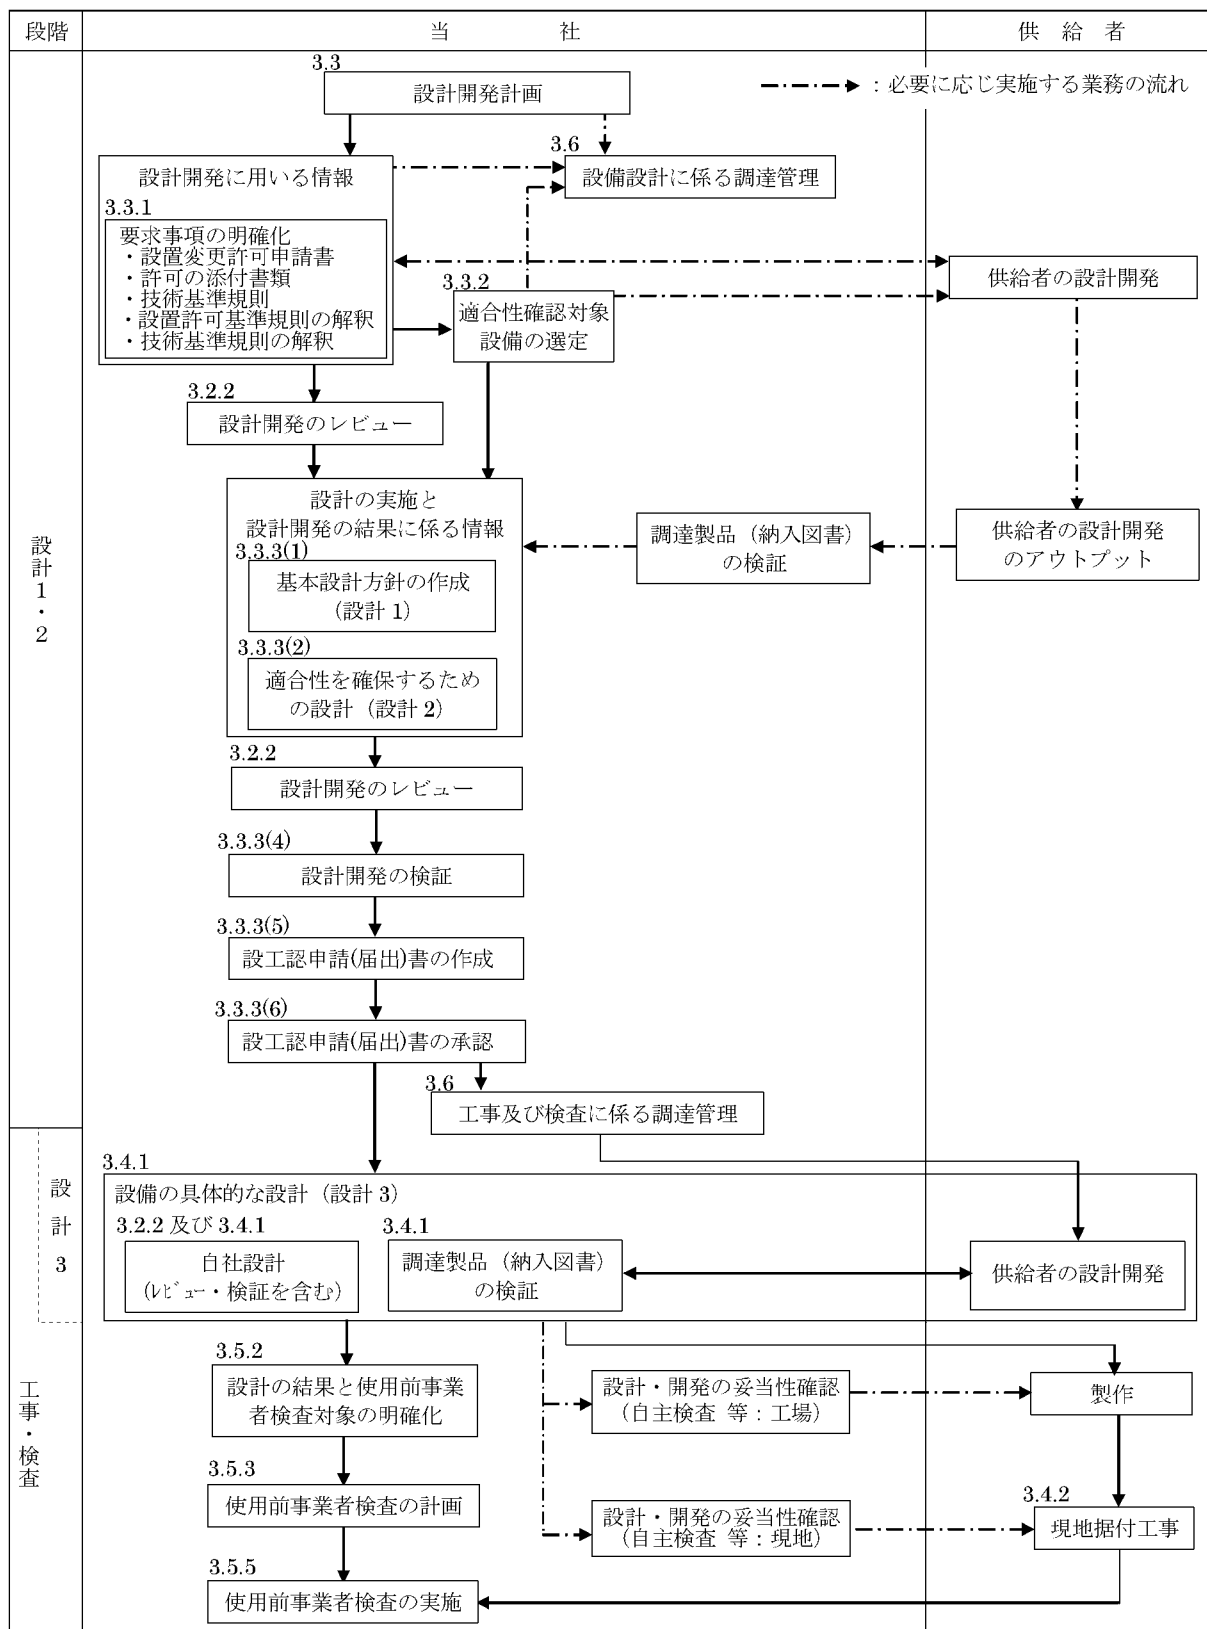 段階
当　　社
供　給　者
3.3
設計開発計画
：必要に応じ実施する業務の流れ
3.6
設備設計に係る調達管理
設計開発に用いる情報
3.3.1
要求事項の明確化
・設置変更許可申請書
・許可の添付書類
・技術基準規則
・設置許可基準規則の解釈
・技術基準規則の解釈
3.3.2
適合性確認対象
設備の選定
供給者の設計開発
3.2.2
設計開発のレビュー
設計1・2
設計の実施と
設計開発の結果に係る情報
3.3.3(1)
基本設計方針の作成
（設計 1）
3.3.3(2)
適合性を確保するため
の設計（設計 2）
調達製品（納入図書）
の検証
供給者の設計開発
のアウトプット
3.2.2
設計開発のレビュー
3.3.3(4)
設計開発の検証
3.3.3(5)
設工認申請(届出)書の作成
3.3.3(6)
設工認申請(届出)書の承認
3.6
工事及び検査に係る調達管理
設計3
3.4.1
設備の具体的な設計（設計 3）
3.2.2 及び 3.4.1
自社設計
（ﾚﾋﾞｭｰ・検証を含む）
3.4.1
調達製品（納入図書）
の検証
供給者の設計開発
工事・検査
3.5.2
設計の結果と使用前事業
者検査対象の明確化
設計・開発の妥当性確認
（自主検査 等：工場）
製作
3.5.3
使用前事業者検査の計画
設計・開発の妥当性確認
（自主検査 等：現地）
3.4.2
現地据付工事
3.5.5
使用前事業者検査の実施